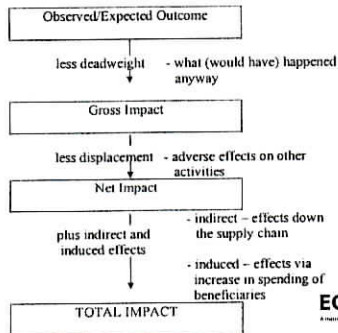 Observed/Expected Outcome
less deadweight - what (would have) happened
anyway
Gross Impact
less displacement - adverse effects on other
activities
Net Impact
plus indirect and
induced effects
- indirect – effects down
the supply chain
- induced – effects via
increase in spending of
beneficiaries
TOTAL IMPACT